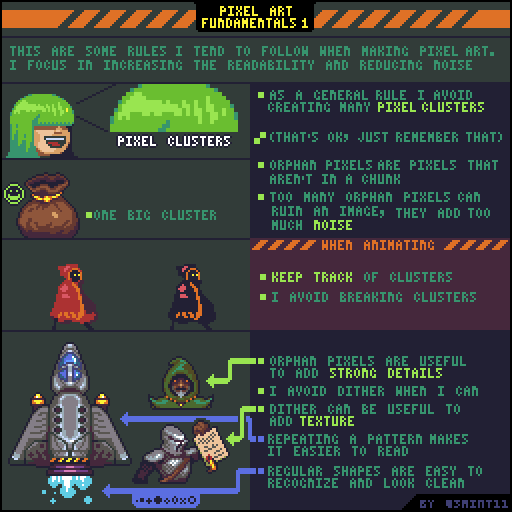 PIXEL ART
FUNDAMENTALS 1
THIS ARE SOME RULES I TEND TO FOLLOW WHEN MAKING PIXEL ART.
I FOCUS IN INCREASING THE READABILITY AND REDUCING NOISE
PIXEL CLUSTERS
AS A GENERAL RULE I AVOID
CREATING MANY PIXEL CLUSTERS
(THAT'S OK, JUST REMEMBER THAT)
ONE BIG CLUSTER
ORPHAN PIXELS ARE PIXELS THAT
AREN'T IN A CHUNK
TOO MANY ORPHAN PIXELS CAN
RUIN AN IMAGE, THEY ADD TOO
MUCH NOISE
WHEN ANIMATING
KEEP TRACK OF CLUSTERS
I AVOID BREAKING CLUSTERS
ORPHAN PIXELS ARE USEFUL
TO ADD STRONG DETAILS
I AVOID DITHER WHEN I CAN
DITHER CAN BE USEFUL TO
ADD TEXTURE
REPEATING A PATTERN MAKES
IT EASIER TO READ
REGULAR SHAPES ARE EASY TO
RECOGNIZE AND LOOK CLEAN
BY @SMINT11